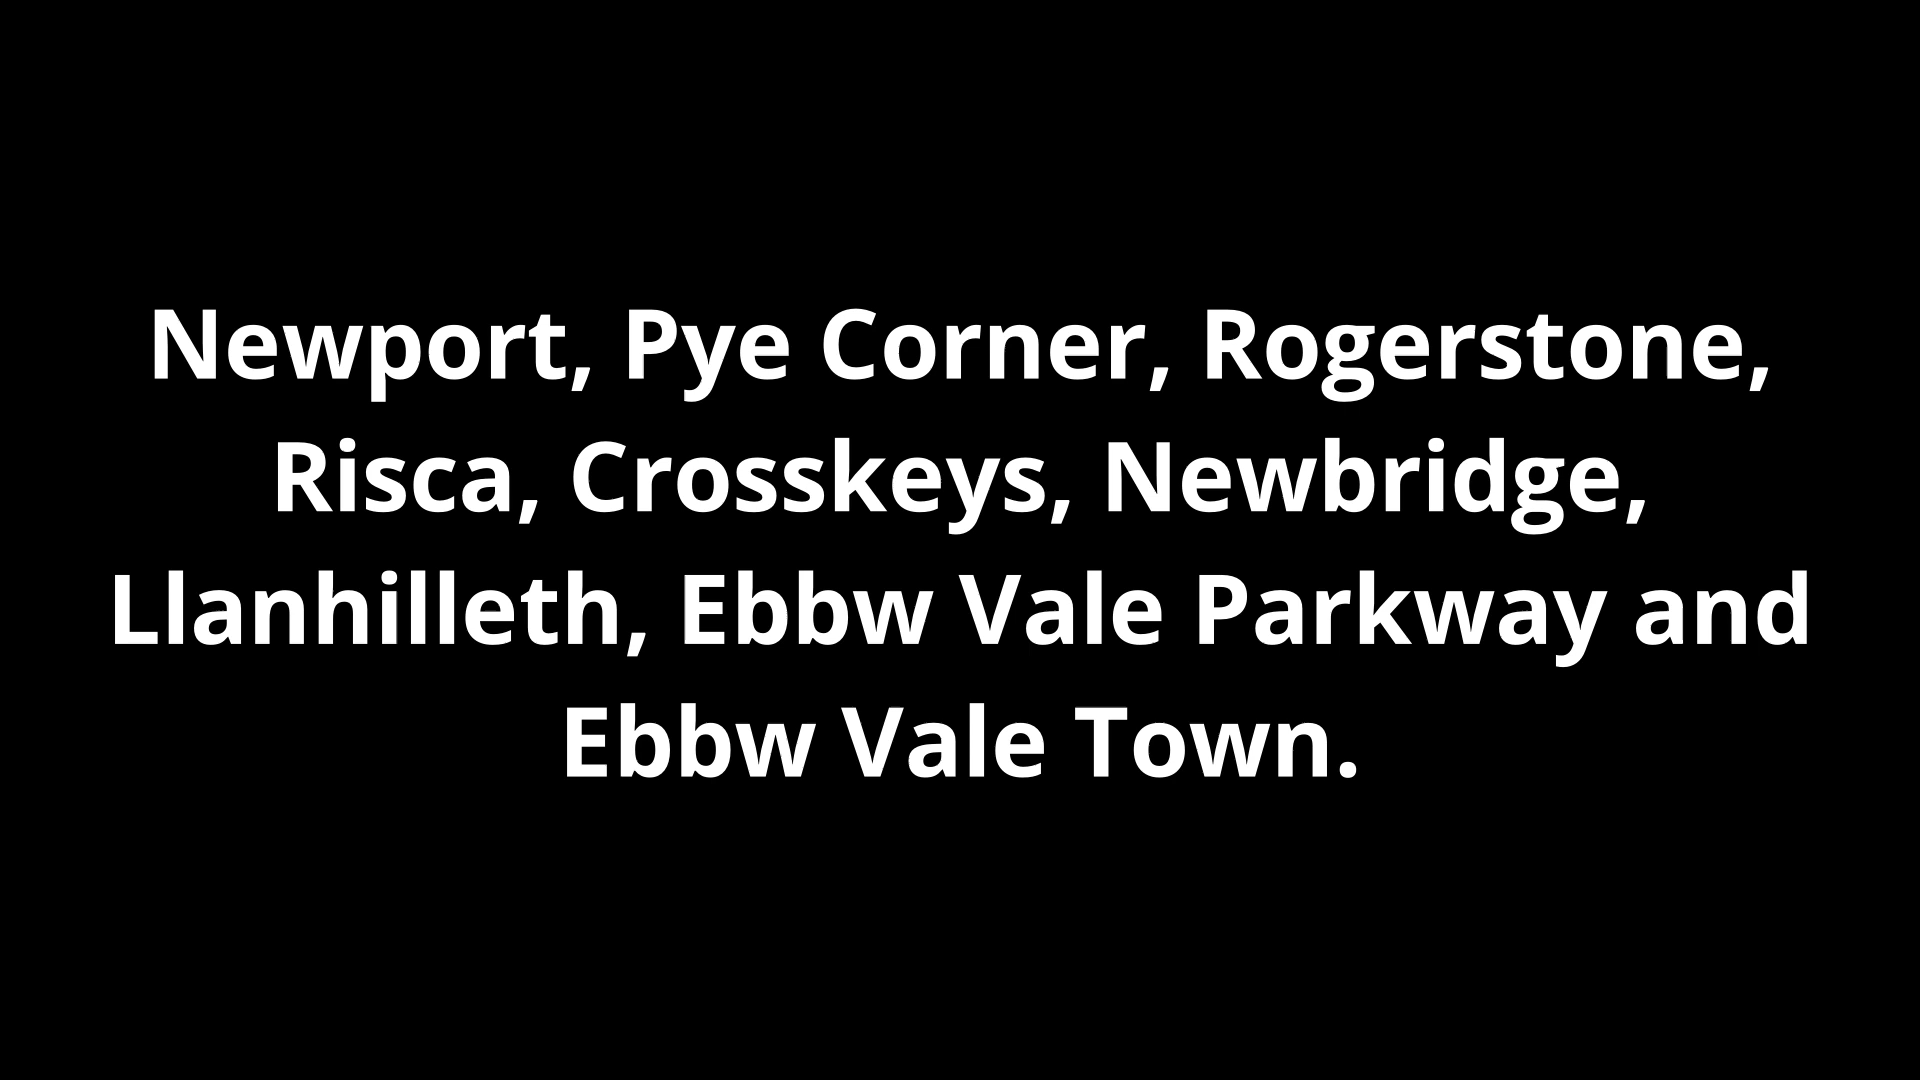 Newport, Pye Corner, Rogerstone,
Risca, Crosskeys, Newbridge,
Llanhilleth, Ebbw Vale Parkway and
Ebbw Vale Town.